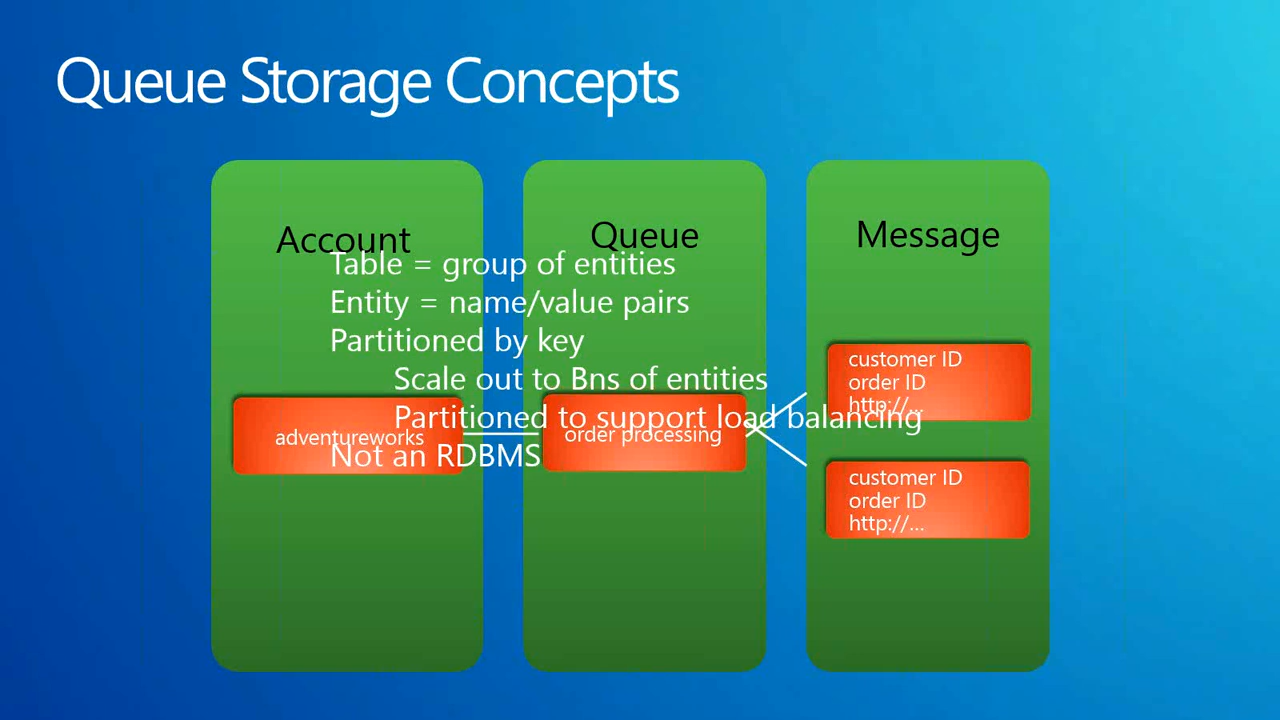 Queue Storage Concepts
Account
Queue
Message
Table = group of entities
Entity = name/value pairs
Partitioned by key
Scale out to Bns of entities
Partitioned to support load balancing
Not an RDBMS
adventureworks
order processing
customer ID
order ID
http://...
customer ID
order ID
http://...